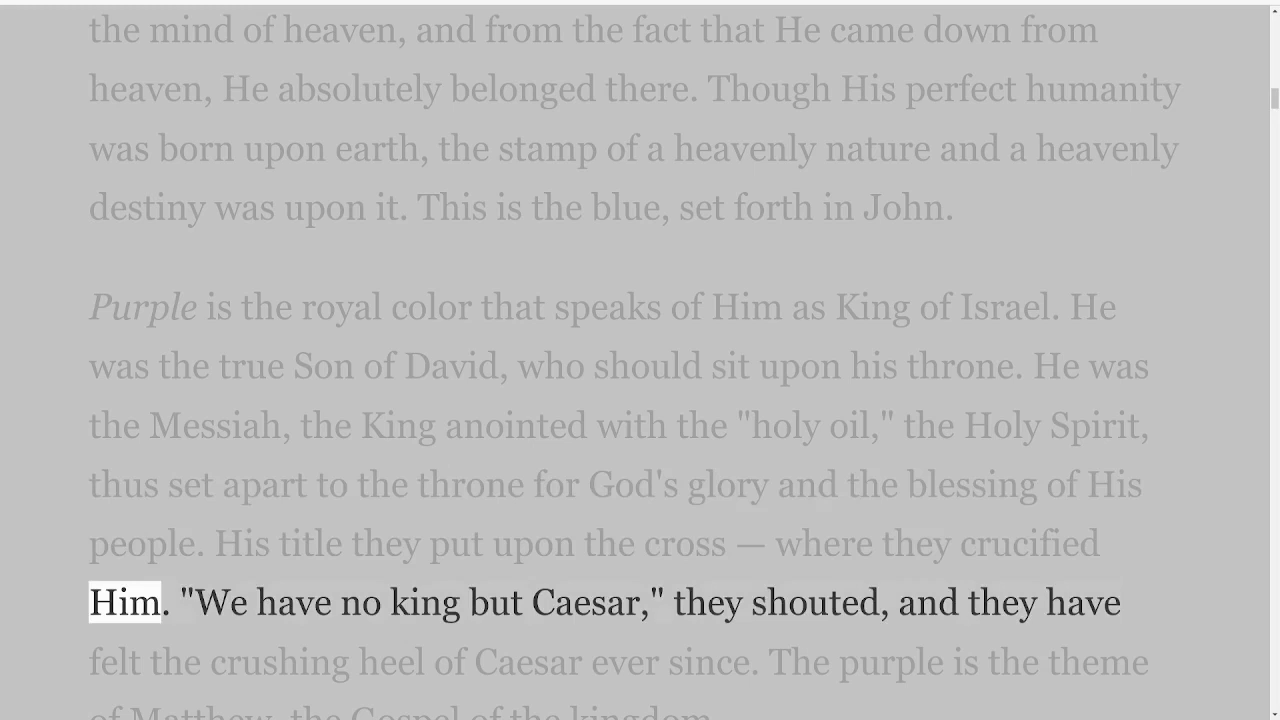 the mind of heaven, and from the fact that He came down from
heaven, He absolutely belonged there. Though His perfect humanity
was born upon earth, the stamp of a heavenly nature and a heavenly
destiny was upon it. This is the blue, set forth in John.
Purple is the royal color that speaks of Him as King of Israel. He
was the true Son of David, who should sit upon his throne. He was
the Messiah, the King anointed with the "holy oil," the Holy Spirit,
thus set apart to the throne for God's glory and the blessing of His
people. His title they put upon the cross — where they crucified
Him. "We have no king but Caesar," they shouted, and they have
felt the crushing heel of Caesar ever since. The purple is the theme
of Matthew, the Gospel of the kingdom.